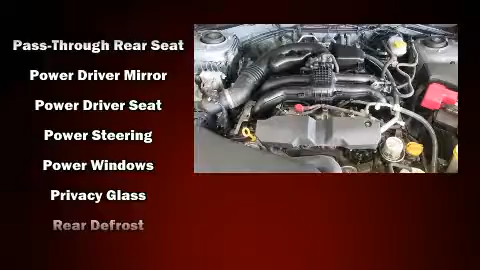 Pass-Through Rear Seat
Power Driver Mirror
Power Driver Seat
Power Steering
Power Windows
Privacy Glass
Rear Defrost